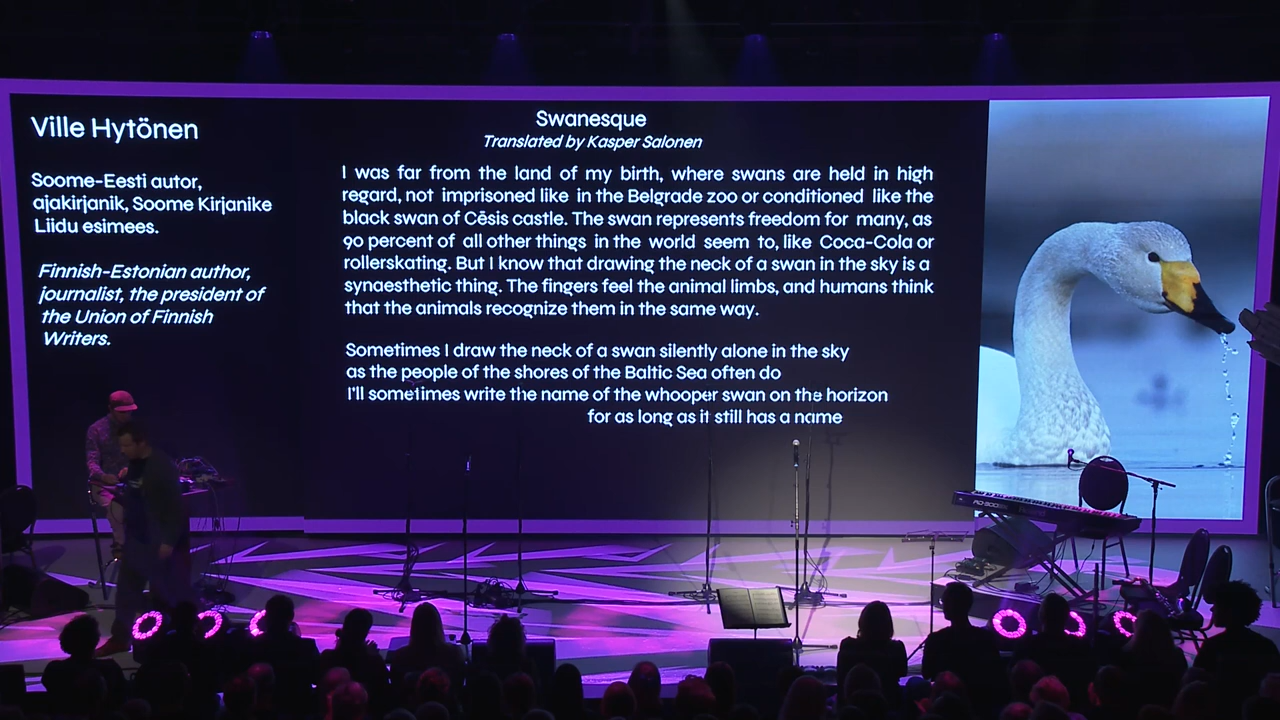 Ville Hytönen
Soome-Eesti autor,
ajakirjanik, Soome Kirjanike
Liidu esimees.
Finnish-Estonian author,
journalist, the president of
the Union of Finnish
Writers.
Swanesque
Translated by Kasper Salonen
I was far from the land of my birth, where swans are held in high
regard, not imprisoned like in the Belgrade zoo or conditioned like the
black swan of Cēsis castle. The swan represents freedom for many, as
90 percent of all other things in the world seem to, like Coca-Cola or
rollerskating. But I know that drawing the neck of a swan in the sky is a
synaesthetic thing. The fingers feel the animal limbs, and humans think
that the animals recognize them in the same way.
Sometimes I draw the neck of a swan silently alone in the sky
as the people of the shores of the Baltic Sea often do
I'll sometimes write the name of the whooper swan on the horizon
for as long as it still has a name